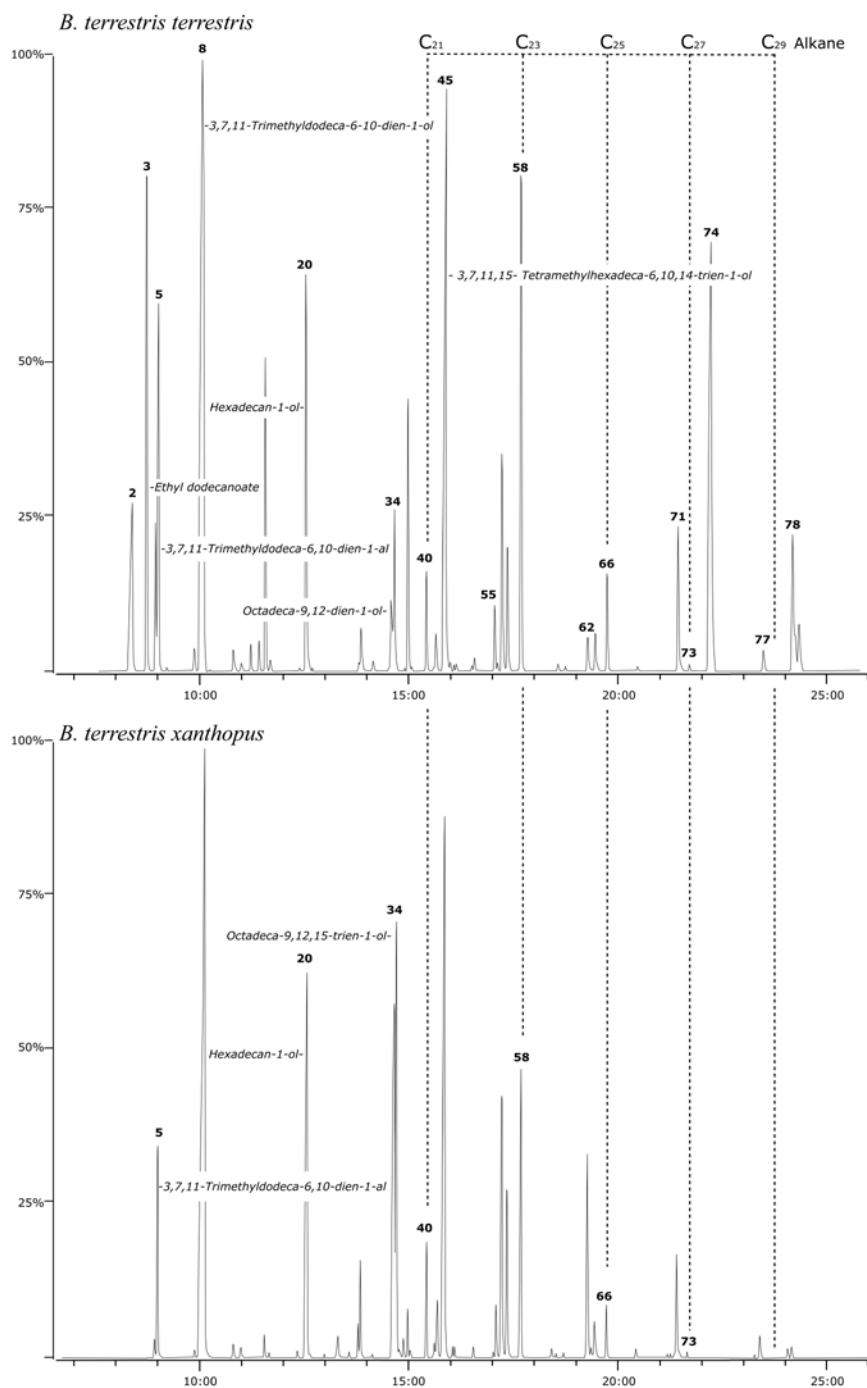 B. terrestris terrestris
C21 C23 C25 C27 C29 Alkane
100%
8
45
-3,7,11-Trimethyldodeca-6-10-dien-1-ol
3
58
75%
74
20
- 3,7,11,15- Tetramethylhexadeca-6,10,14-trien-1-ol
5
50%
Hexadecan-1-ol-
-Ethyl dodecanoate
2
34
25%
71
78
-3,7,11-Trimethyldodeca-6,10-dien-1-al
40
66
55
Octadeca-9,12-dien-1-ol-
62
73
77
10:00 15:00 20:00 25:00
B. terrestris xanthopus
100%
75%
34
Octadeca-9,12,15-trien-1-ol-
20
Hexadecan-1-ol-
58
50%
5
-3,7,11-Trimethyldodeca-6,10-dien-1-al
25%
40
66
73
10:00 15:00 20:00 25:00